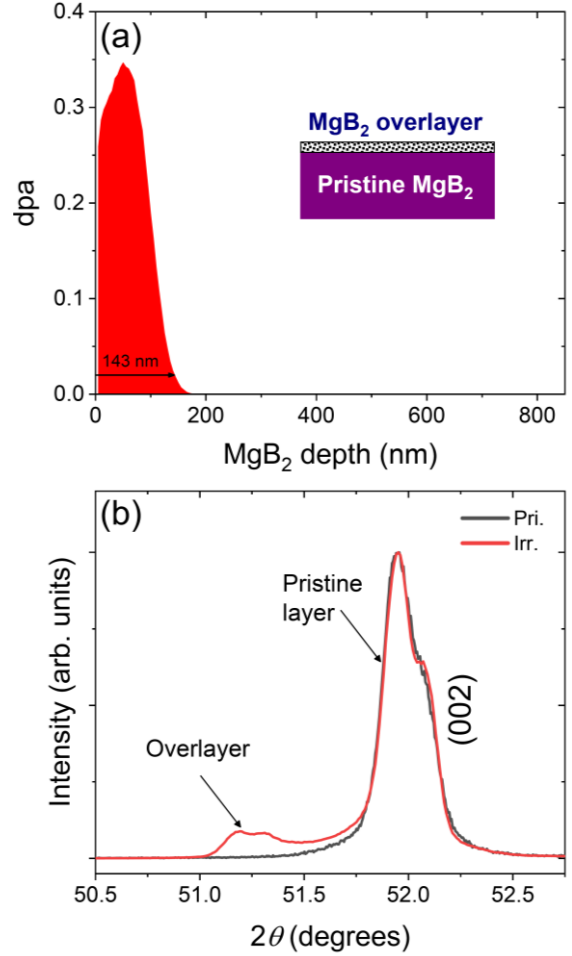 (a)
0.4
0.3
0.2
0.1
0.0
dpa
MgB₂ overlayer
Pristine MgB₂
143 nm
0 200 400 600 800
MgB₂ depth (nm)
(b)
Pri.
Irr.
Pristine
layer
Overlayer
(002)
Intensity (arb. units)
50.5 51.0 51.5 52.0 52.5
2θ (degrees)